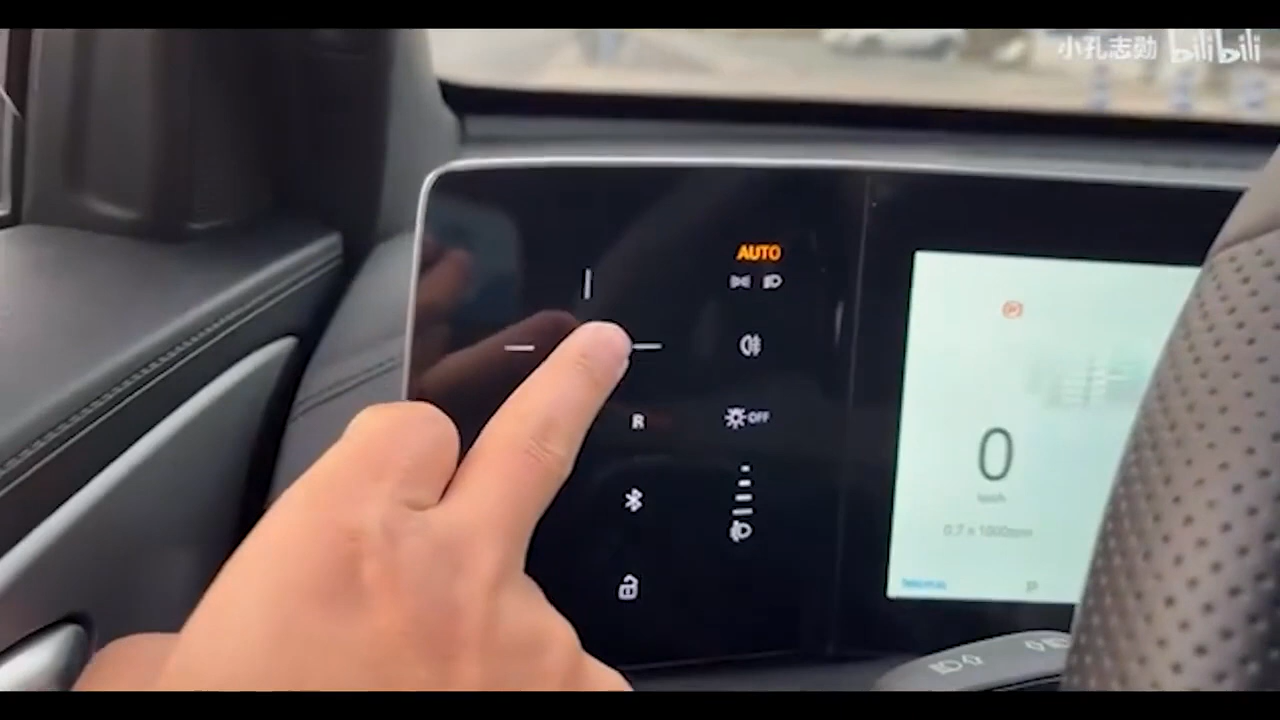 小孔志勋 bilibili
AUTO
R
OFF
0
km/h
0.7 x 1000rpm
P